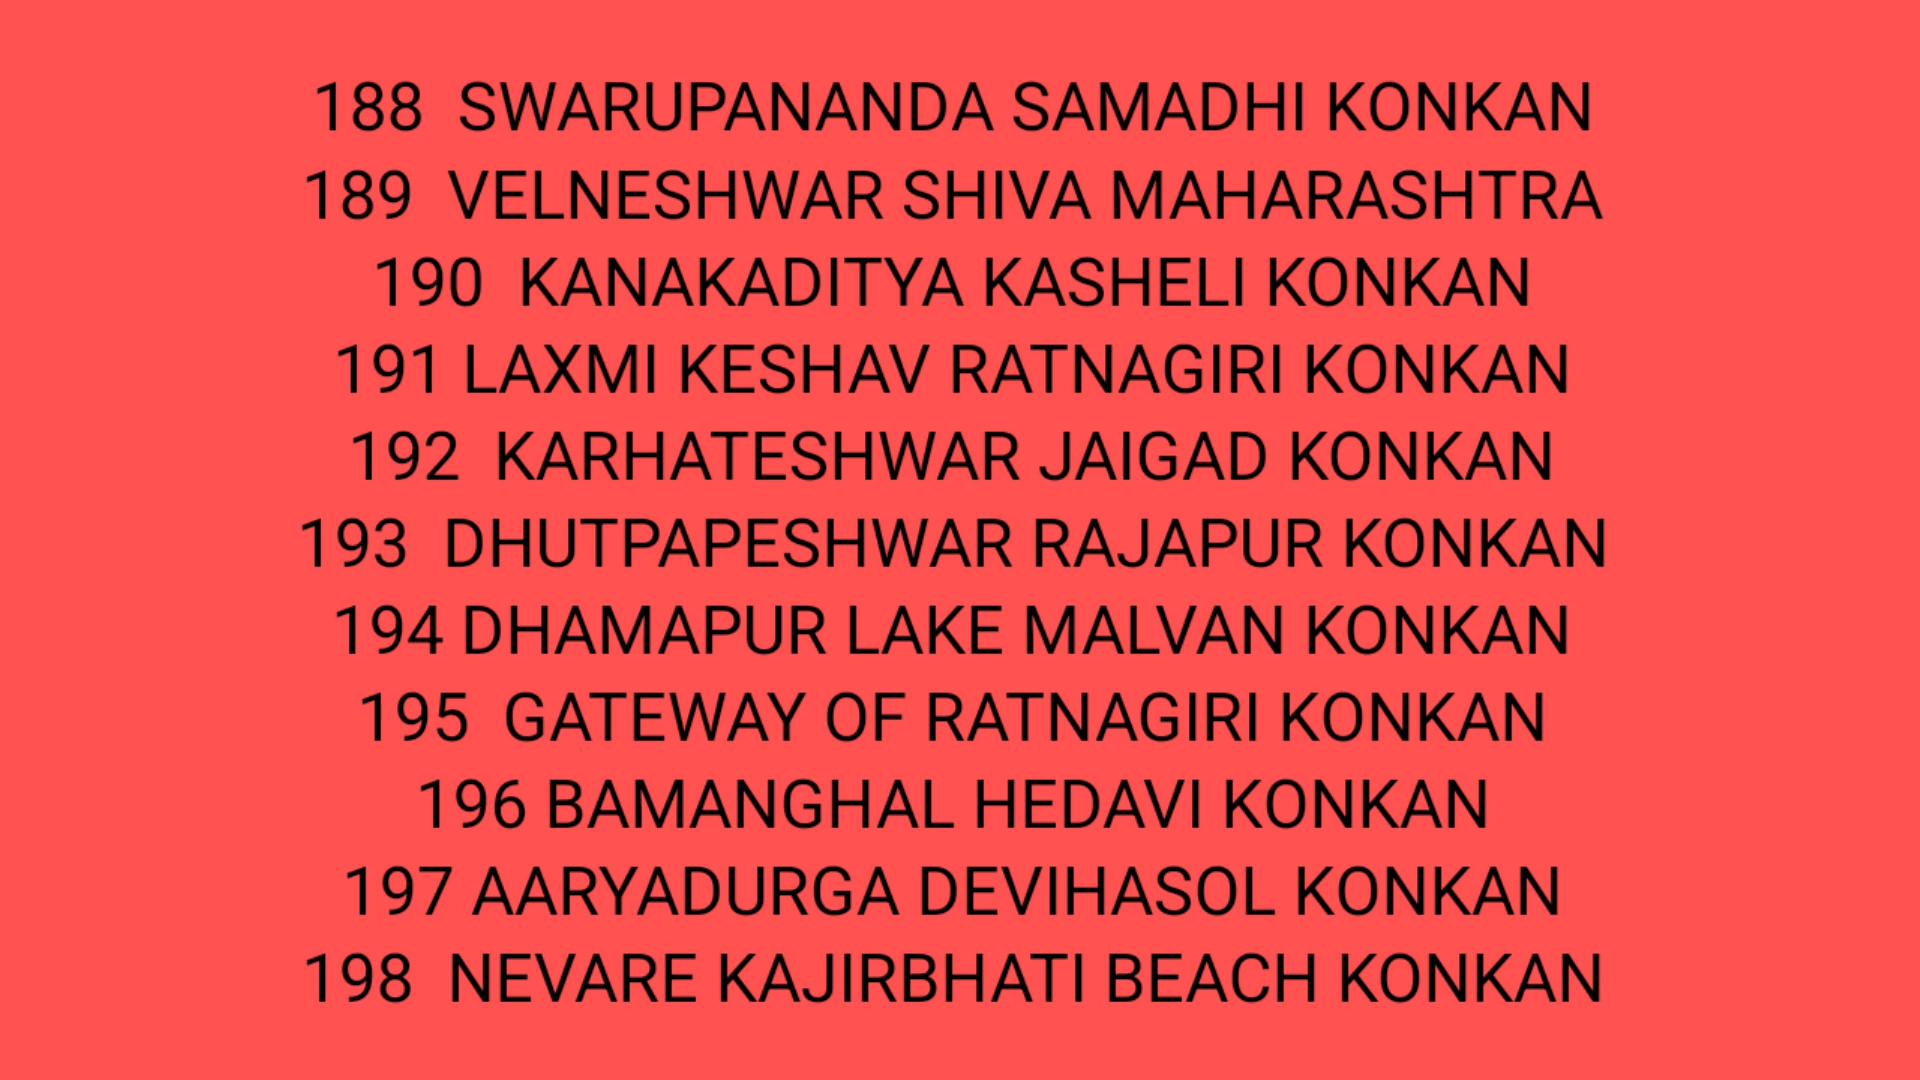 188  SWARUPANANDA SAMADHI KONKAN
189  VELNESHWAR SHIVA MAHARASHTRA
190  KANAKADITYA KASHELI KONKAN
191 LAXMI KESHAV RATNAGIRI KONKAN
192  KARHATESHWAR JAIGAD KONKAN
193  DHUTPAPESHWAR RAJAPUR KONKAN
194 DHAMAPUR LAKE MALVAN KONKAN
195  GATEWAY OF RATNAGIRI KONKAN
196 BAMANGHAL HEDAVI KONKAN
197 AARYADURGA DEVIHASOL KONKAN
198  NEVARE KAJIRBHATI BEACH KONKAN